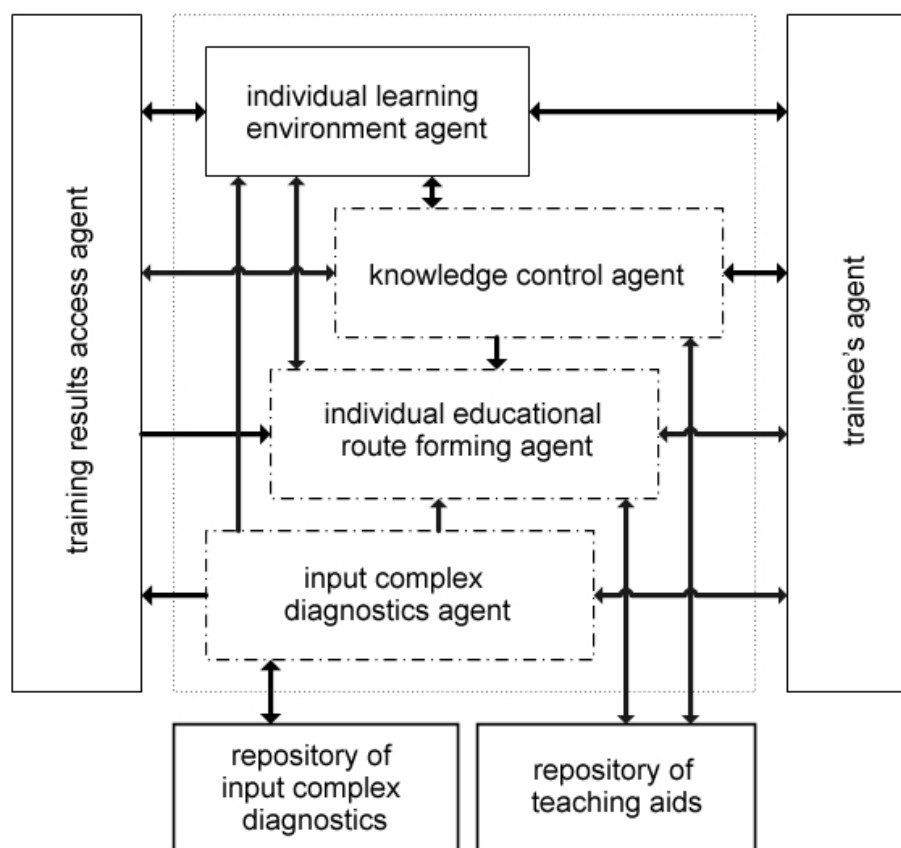 training results access agent
individual learning
environment agent
knowledge control agent
individual educational
route forming agent
input complex
diagnostics agent
trainee's agent
repository of
input complex
diagnostics
repository of
teaching aids